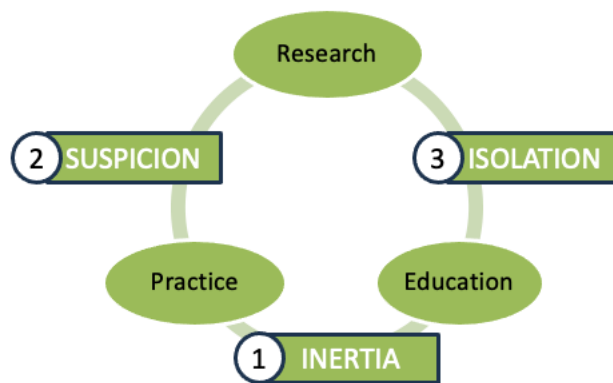 Research
2 SUSPICION
3 ISOLATION
Practice
Education
1 INERTIA